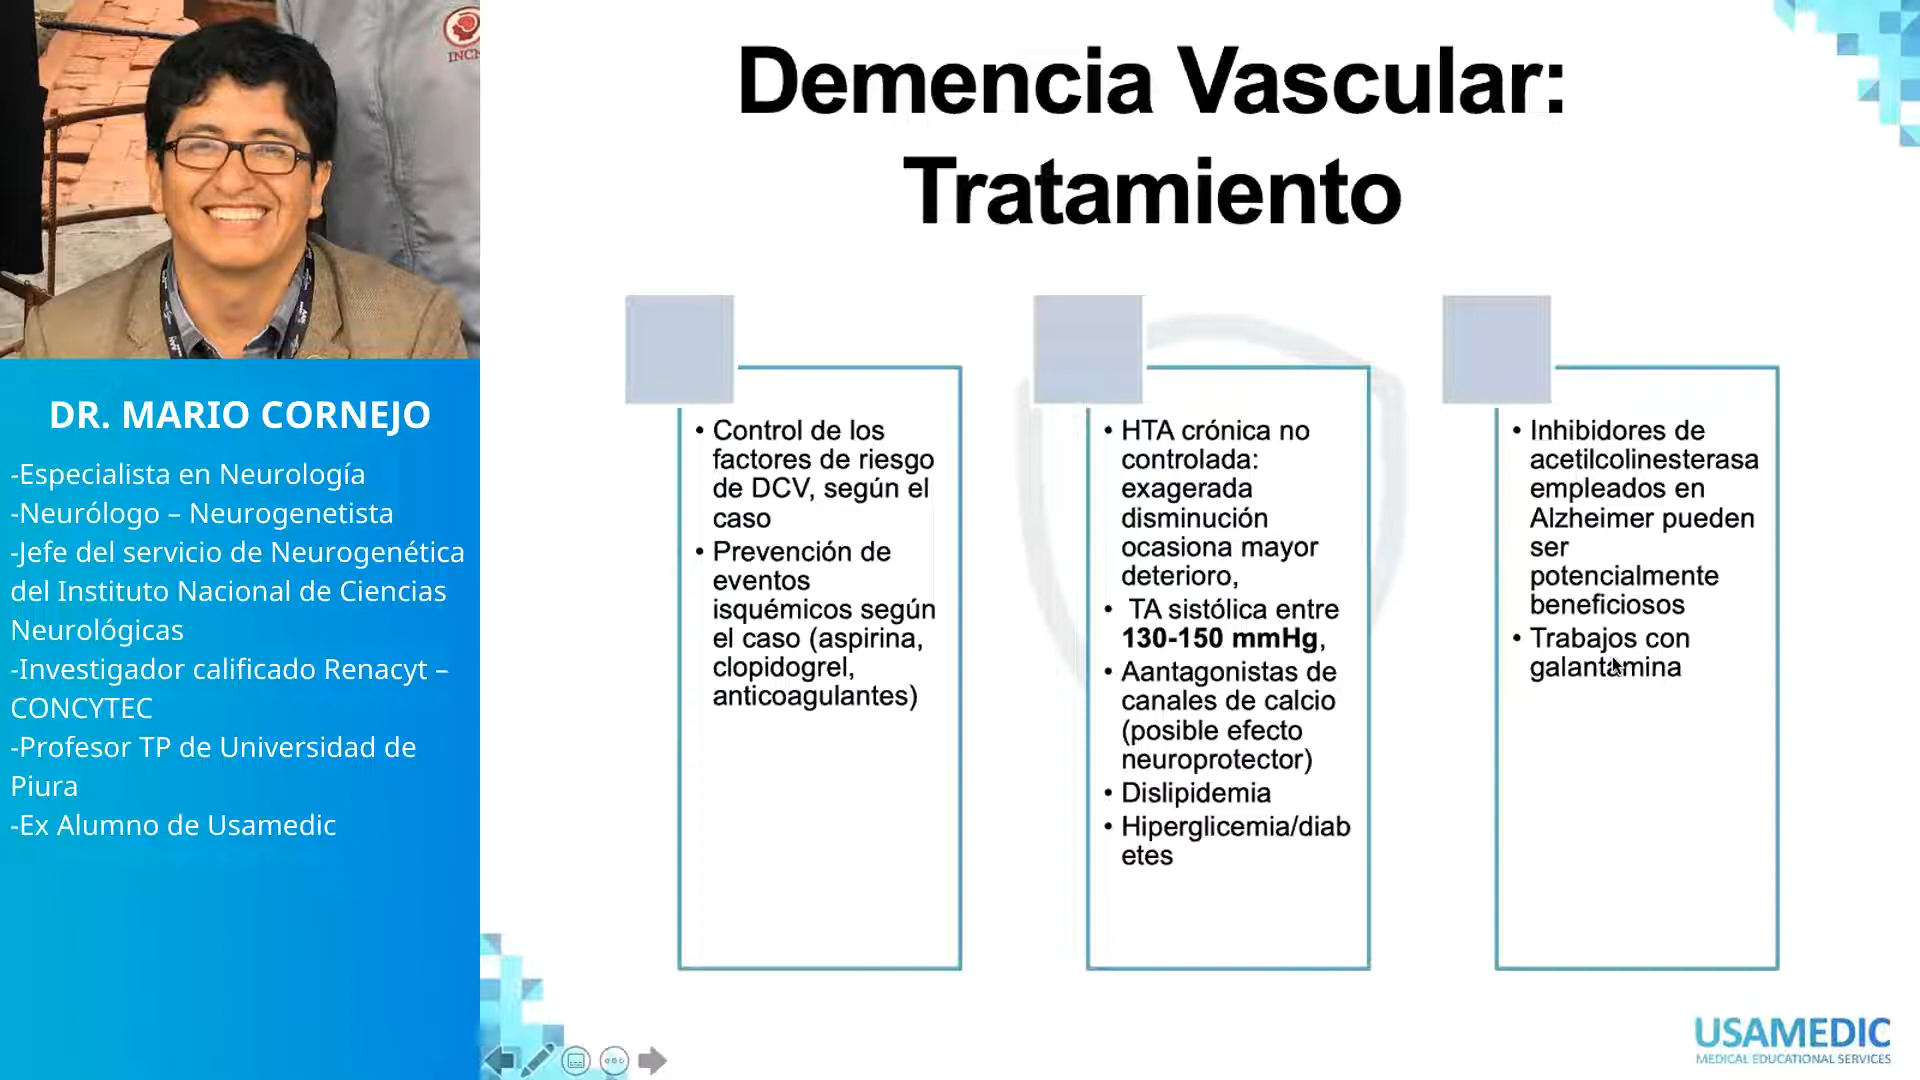 INCN
DR. MARIO CORNEJO
-Especialista en Neurología
-Neurólogo – Neurogenetista
-Jefe del servicio de Neurogenética
del Instituto Nacional de Ciencias
Neurológicas
-Investigador calificado Renacyt –
CONCYTEC
-Profesor TP de Universidad de
Piura
-Ex Alumno de Usamedic
Demencia Vascular:
Tratamiento
• Control de los
factores de riesgo
de DCV, según el
caso
• Prevención de
eventos
isquémicos según
el caso (aspirina,
clopidogrel,
anticoagulantes)
• HTA crónica no
controlada:
exagerada
disminución
ocasiona mayor
deterioro,
• TA sistólica entre
130-150 mmHg,
• Aantagonistas de
canales de calcio
(posible efecto
neuroprotector)
• Dislipidemia
• Hiperglicemia/diab
etes
• Inhibidores de
acetilcolinesterasa
empleados en
Alzheimer pueden
ser
potencialmente
beneficiosos
• Trabajos con
galantamina
USAMEDIC
MEDICAL EDUCATIONAL SERVICES